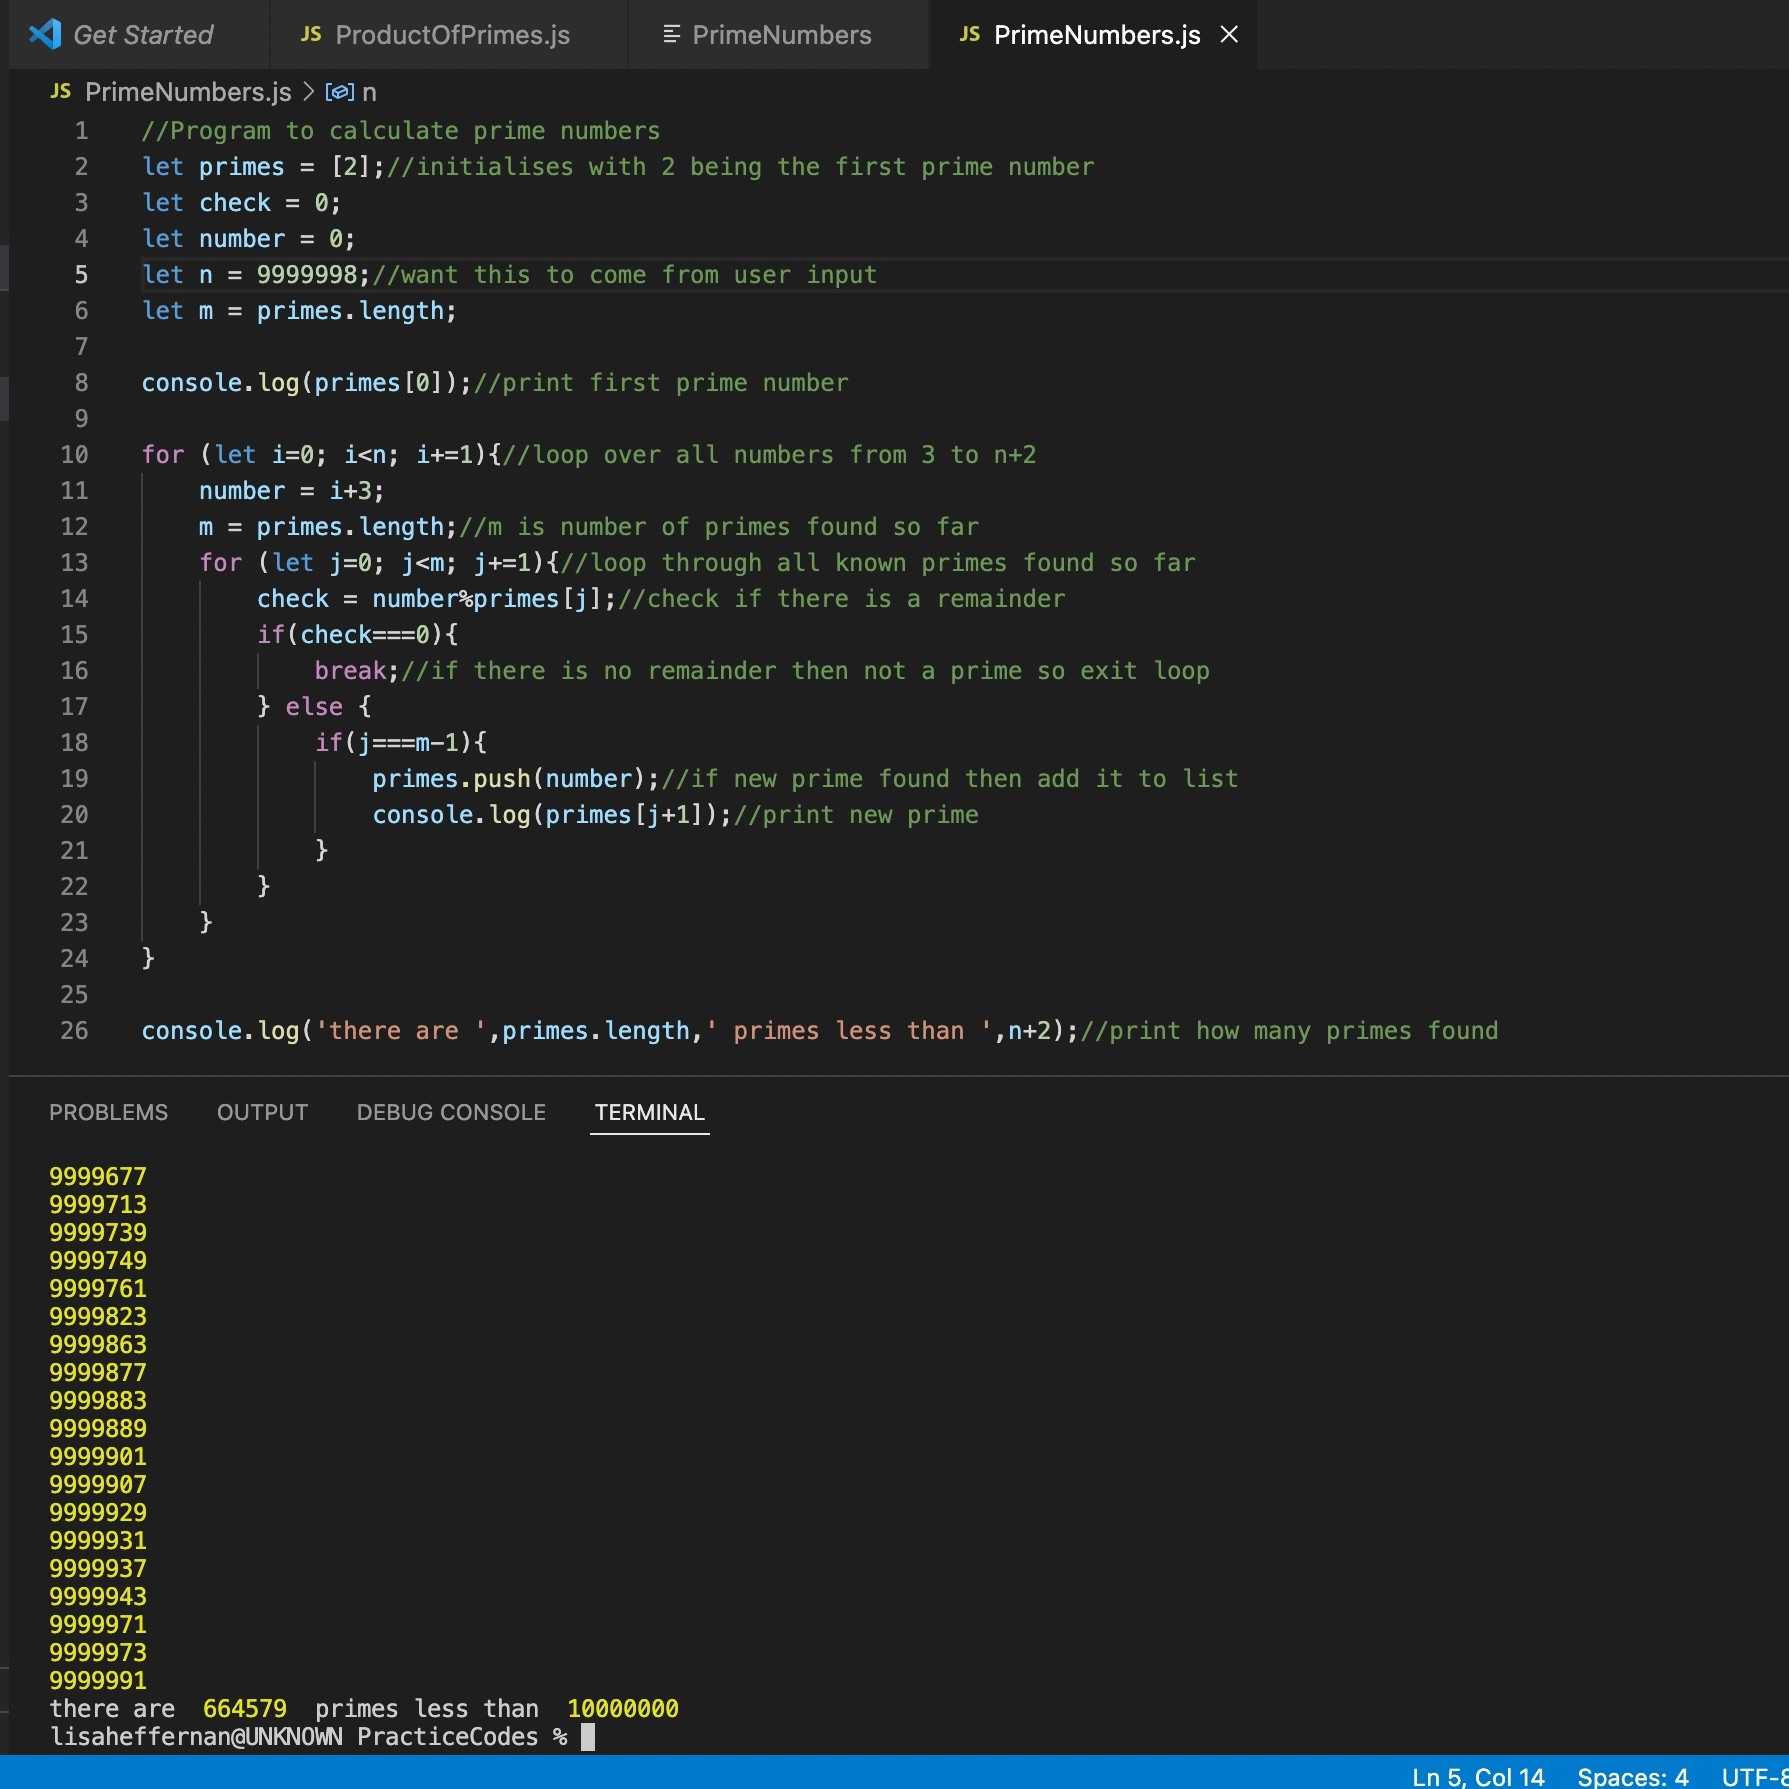 Get Started JS ProductOfPrimes.js PrimeNumbers JS PrimeNumbers.js
JS PrimeNumbers.js > n
1 //Program to calculate prime numbers
2 let primes = [2];//initialises with 2 being the first prime number
3 let check = 0;
4 let number = 0;
5 let n = 9999998;//want this to come from user input
6 let m = primes.length;
7
8 console.log(primes[0]);//print first prime number
9
10 for (let i=0; i<n; i+=1){//loop over all numbers from 3 to n+2
11     number = i+3;
12     m = primes.length;//m is number of primes found so far
13     for (let j=0; j<m; j+=1){//loop through all known primes found so far
14         check = number%primes[j];//check if there is a remainder
15         if(check===0){
16             break;//if there is no remainder then not a prime so exit loop
17         } else {
18             if(j===m-1){
19                 primes.push(number);//if new prime found then add it to list
20                 console.log(primes[j+1]);//print new prime
21             }
22         }
23     }
24 }
25
26 console.log('there are ',primes.length,' primes less than ',n+2);//print how many primes found
PROBLEMS OUTPUT DEBUG CONSOLE TERMINAL
9999677
9999713
9999739
9999749
9999761
9999823
9999863
9999877
9999883
9999889
9999901
9999907
9999929
9999931
9999937
9999943
9999971
9999973
9999991
there are  664579  primes less than  10000000
lisaheffernan@UNKNOWN PracticeCodes %
Ln 5, Col 14 Spaces: 4 UTF-8